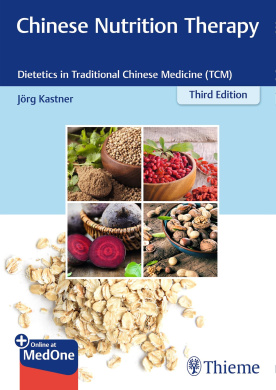 Chinese Nutrition Therapy
Dietetics in Traditional Chinese Medicine (TCM)
Third Edition
Jörg Kastner
+ Online at
MedOne
Thieme